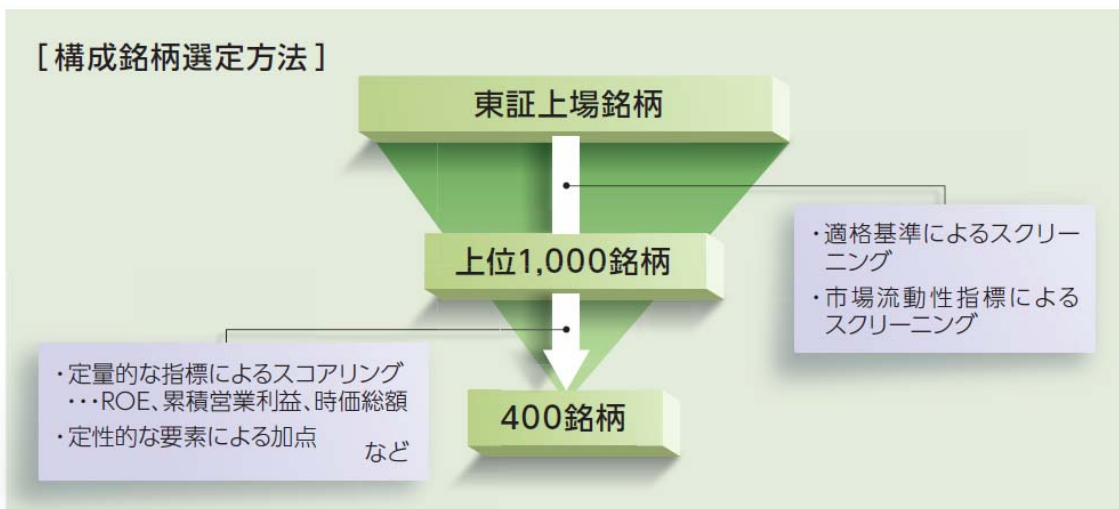 [構成銘柄選定方法]
東証上場銘柄
・適格基準によるスクリー
ニング
・市場流動性指標による
スクリーニング
上位1,000銘柄
・定量的な指標によるスコアリング
・・・ROE、累積営業利益、時価総額
・定性的な要素による加点
など
400銘柄